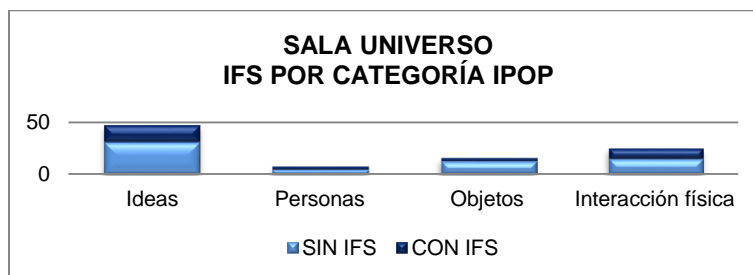 SALA UNIVERSO
IFS POR CATEGORÍA IPOP
50
0
Ideas Personas Objetos Interacción física
SIN IFS CON IFS